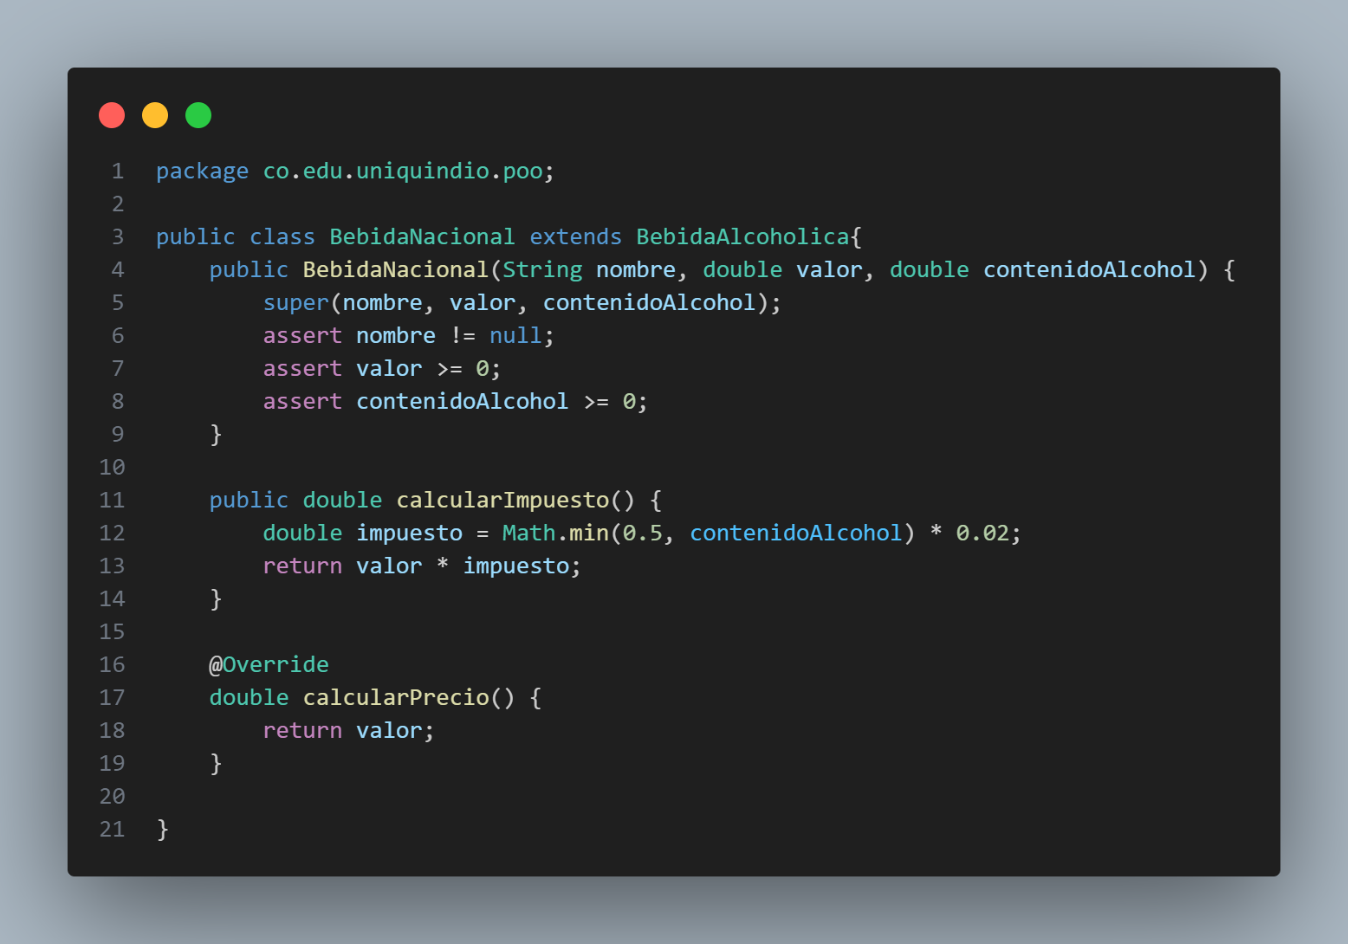 1 package co.edu.uniquindio.poo;
2
3 public class BebidaNacional extends BebidaAlcoholica{
4     public BebidaNacional(String nombre, double valor, double contenidoAlcohol) {
5         super(nombre, valor, contenidoAlcohol);
6         assert nombre != null;
7         assert valor >= 0;
8         assert contenidoAlcohol >= 0;
9     }
10
11     public double calcularImpuesto() {
12         double impuesto = Math.min(0.5, contenidoAlcohol) * 0.02;
13         return valor * impuesto;
14     }
15
16     @Override
17     double calcularPrecio() {
18         return valor;
19     }
20
21 }